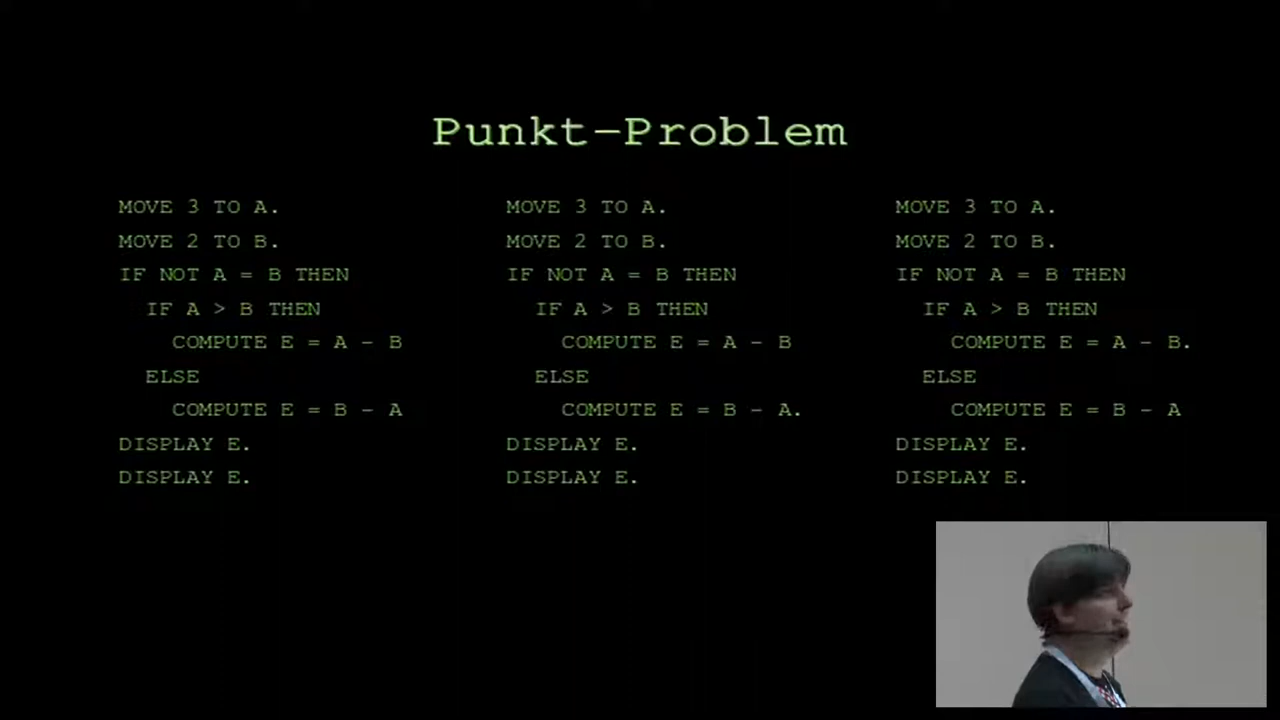 Punkt-Problem
MOVE 3 TO A.
MOVE 2 TO B.
IF NOT A = B THEN
IF A > B THEN
COMPUTE E = A - B
ELSE
COMPUTE E = B - A
DISPLAY E.
DISPLAY E.
MOVE 3 TO A.
MOVE 2 TO B.
IF NOT A = B THEN
IF A > B THEN
COMPUTE E = A - B
ELSE
COMPUTE E = B - A.
DISPLAY E.
DISPLAY E.
MOVE 3 TO A.
MOVE 2 TO B.
IF NOT A = B THEN
IF A > B THEN
COMPUTE E = A - B.
ELSE
COMPUTE E = B - A
DISPLAY E.
DISPLAY E.